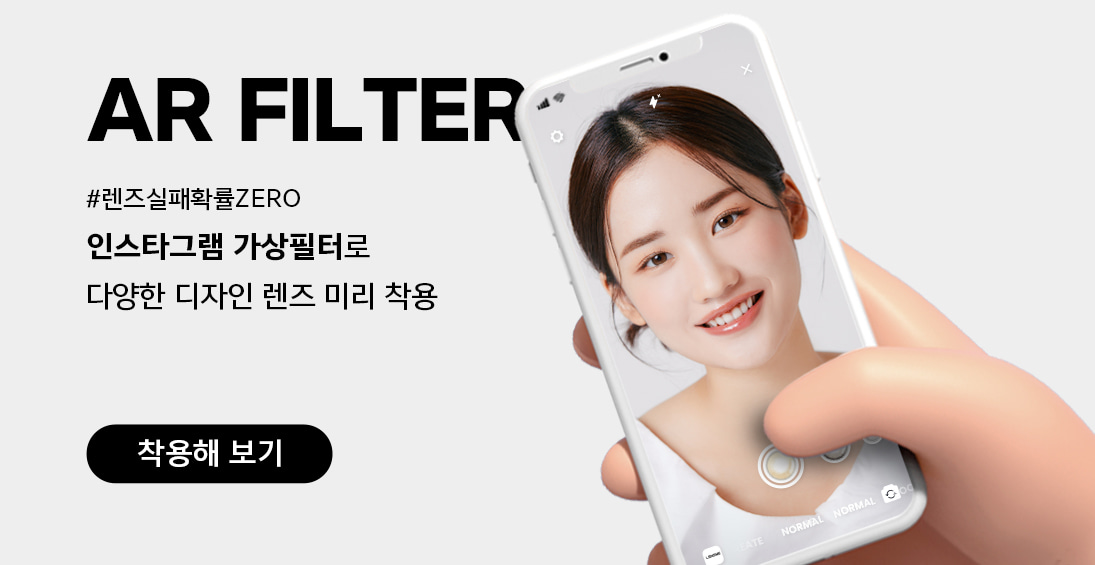 AR FILTER
#렌즈실패확률ZERO
인스타그램 가상필터로
다양한 디자인 렌즈 미리 착용
착용해 보기
NORMAL NORMAL